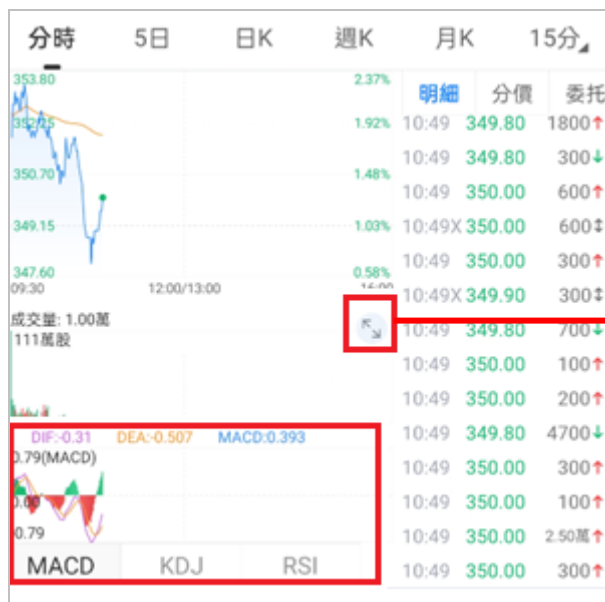 分時 5日 日K 週K 月K 15分
353.80 2.37%
352.25 1.92%
350.70 1.48%
349.15 1.03%
347.60 0.58%
09:30 12:00/13:00 16:00
成交量: 1.00萬
111萬股
DIF:-0.31 DEA:-0.507 MACD:0.393
0.79(MACD)
0.00
0.79
MACD KDJ RSI
明細 分價 委托
10:49 349.80 1800↑
10:49 349.80 300↓
10:49 350.00 600↑
10:49X 350.00 600↕
10:49 350.00 300↑
10:49X 349.90 300↕
10:49 349.80 700↓
10:49 350.00 100↑
10:49 350.00 200↑
10:49 349.80 4700↓
10:49 350.00 300↑
10:49 350.00 100↑
10:49 350.00 2.50萬↑
10:49 350.00 300↑